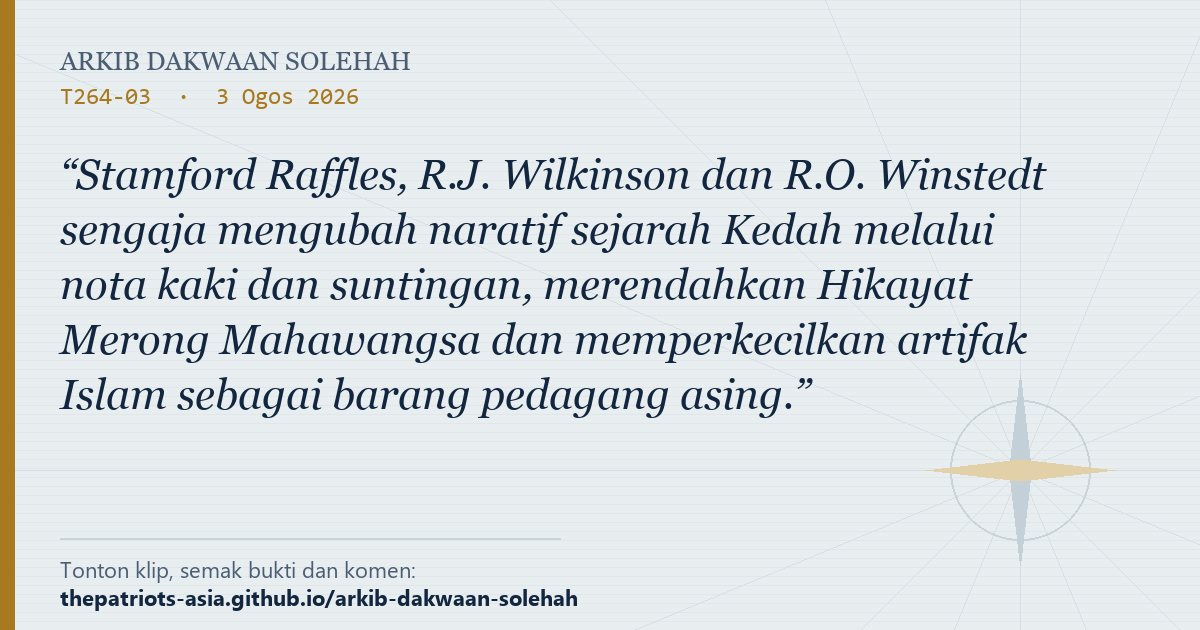 ARKIB DAKWAAN SOLEHAH
T264-03 · 3 Ogos 2026
“Stamford Raffles, R.J. Wilkinson dan R.O. Winstedt
sengaja mengubah naratif sejarah Kedah melalui
nota kaki dan suntingan, merendahkan Hikayat
Merong Mahawangsa dan memperkecilkan artifak
Islam sebagai barang pedagang asing.”
Tonton klip, semak bukti dan komen:
thepatriots-asia.github.io/arkib-dakwaan-solehah